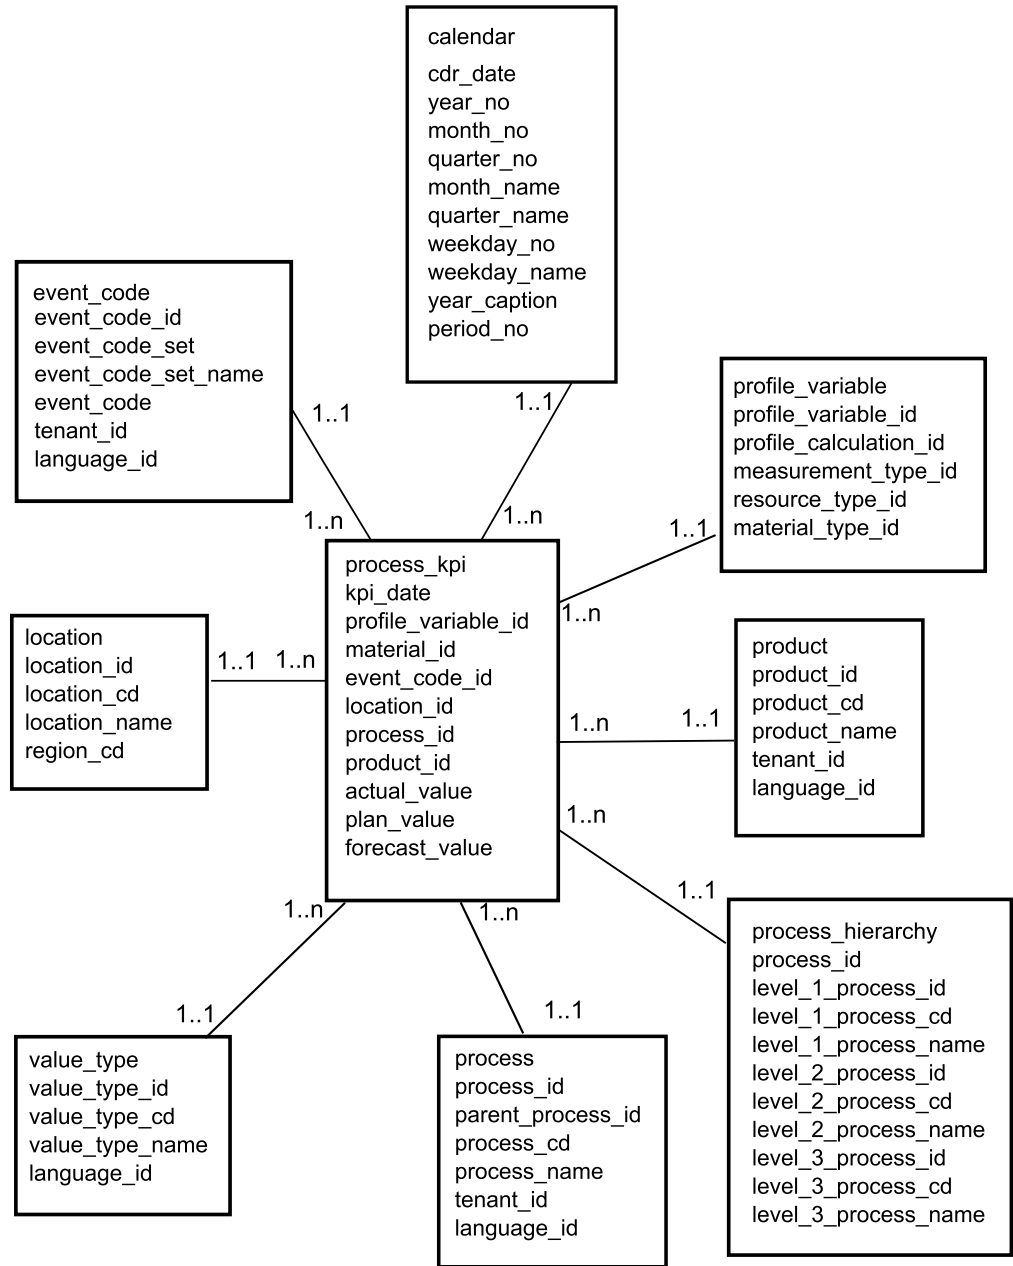 calendar
cdr_date
year_no
month_no
quarter_no
month_name
quarter_name
weekday_no
weekday_name
year_caption
period_no
event_code
event_code_id
event_code_set
event_code_set_name
event_code
tenant_id
language_id
1..1
1..n
1..1
1..n
profile_variable
profile_variable_id
profile_calculation_id
measurement_type_id
resource_type_id
material_type_id
1..1
1..n
process_kpi
kpi_date
profile_variable_id
material_id
event_code_id
location_id
process_id
product_id
actual_value
plan_value
forecast_value
location
location_id
location_cd
location_name
region_cd
1..1
1..n
product
product_id
product_cd
product_name
tenant_id
language_id
1..n
1..1
1..n
1..1
process_hierarchy
process_id
level_1_process_id
level_1_process_cd
level_1_process_name
level_2_process_id
level_2_process_cd
level_2_process_name
level_3_process_id
level_3_process_cd
level_3_process_name
1..n
1..1
value_type
value_type_id
value_type_cd
value_type_name
language_id
1..n
1..1
process
process_id
parent_process_id
process_cd
process_name
tenant_id
language_id